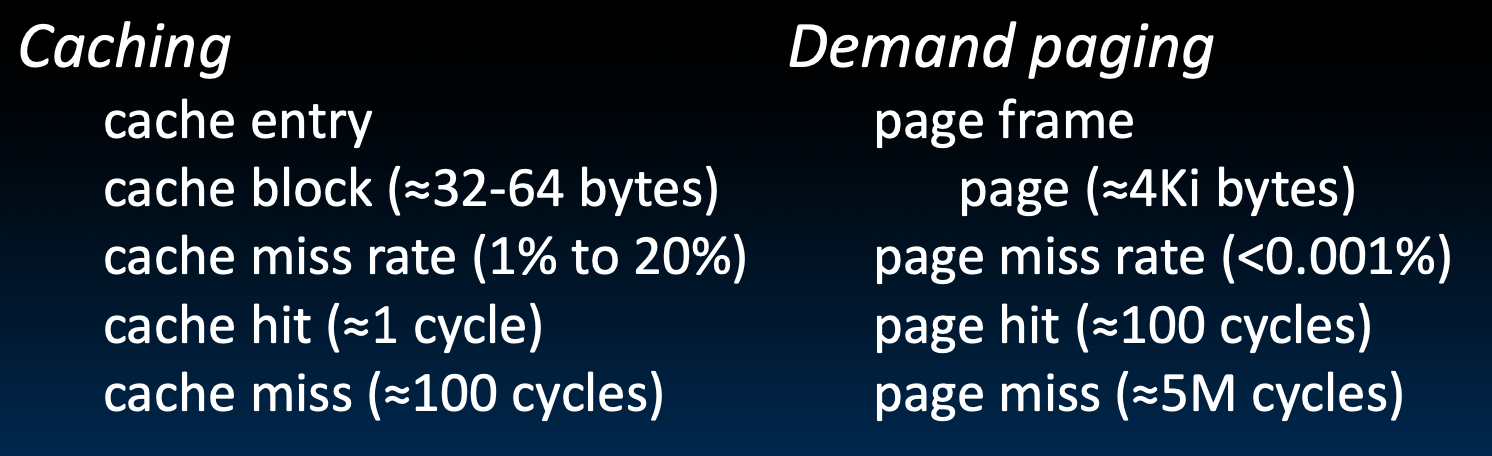 Caching
cache entry
cache block (≈32-64 bytes)
cache miss rate (1% to 20%)
cache hit (≈1 cycle)
cache miss (≈100 cycles)
Demand paging
page frame
page (≈4Ki bytes)
page miss rate (<0.001%)
page hit (≈100 cycles)
page miss (≈5M cycles)